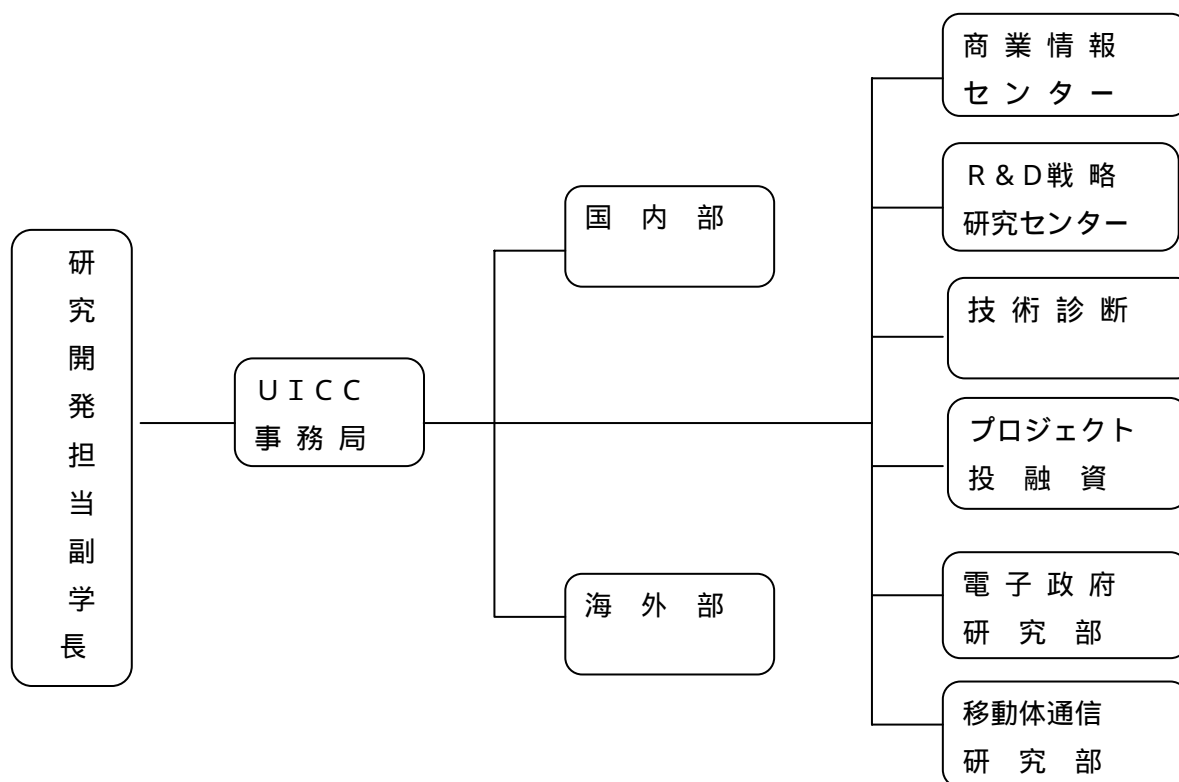 研究開発担当副学長
ＵＩＣＣ
事務局
国内部
海外部
商業情報
センター
Ｒ＆Ｄ戦略
研究センター
技術診断
プロジェクト
投融資
電子政府
研究部
移動体通信
研究部